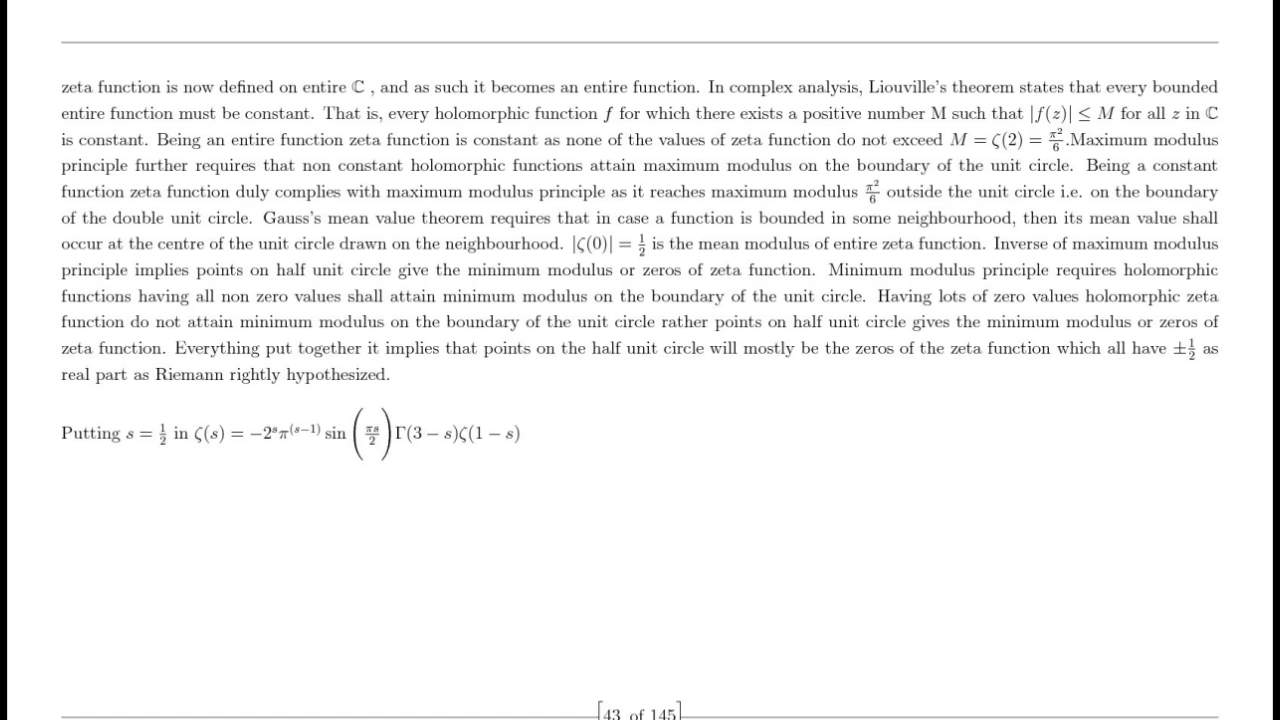 zeta function is now defined on entire ℂ , and as such it becomes an entire function. In complex analysis, Liouville's theorem states that every bounded
entire function must be constant. That is, every holomorphic function f for which there exists a positive number M such that |f(z)| ≤ M for all z in ℂ
is constant. Being an entire function zeta function is constant as none of the values of zeta function do not exceed M = ζ(2) = π²/6.Maximum modulus
principle further requires that non constant holomorphic functions attain maximum modulus on the boundary of the unit circle. Being a constant
function zeta function duly complies with maximum modulus principle as it reaches maximum modulus π²/6 outside the unit circle i.e. on the boundary
of the double unit circle. Gauss's mean value theorem requires that in case a function is bounded in some neighbourhood, then its mean value shall
occur at the centre of the unit circle drawn on the neighbourhood. |ζ(0)| = 1/2 is the mean modulus of entire zeta function. Inverse of maximum modulus
principle implies points on half unit circle give the minimum modulus or zeros of zeta function. Minimum modulus principle requires holomorphic
functions having all non zero values shall attain minimum modulus on the boundary of the unit circle. Having lots of zero values holomorphic zeta
function do not attain minimum modulus on the boundary of the unit circle rather points on half unit circle gives the minimum modulus or zeros of
zeta function. Everything put together it implies that points on the half unit circle will mostly be the zeros of the zeta function which all have ±1/2 as
real part as Riemann rightly hypothesized.
Putting s = 1/2 in ζ(s) = −2ˢπ⁽ˢ⁻¹⁾ sin(πs/2)Γ(3 − s)ζ(1 − s)
[43 of 145]